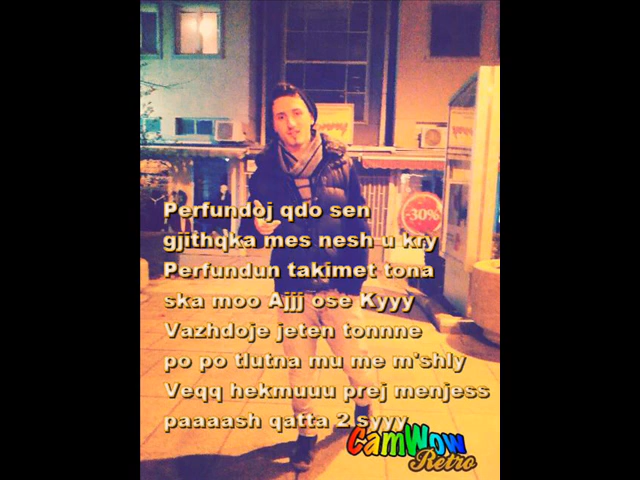 Perfundoj qdo sen
gjithqka mes nesh u kry
Perfundun takimet tona
ska moo Ajjj ose Kyyy
Vazhdoje jeten tonnne
po po tlutna mu me m'shly
Veqq hekmuuu prej menjess
paaaash qatta 2 syyy
-30%
CamWow
Retro